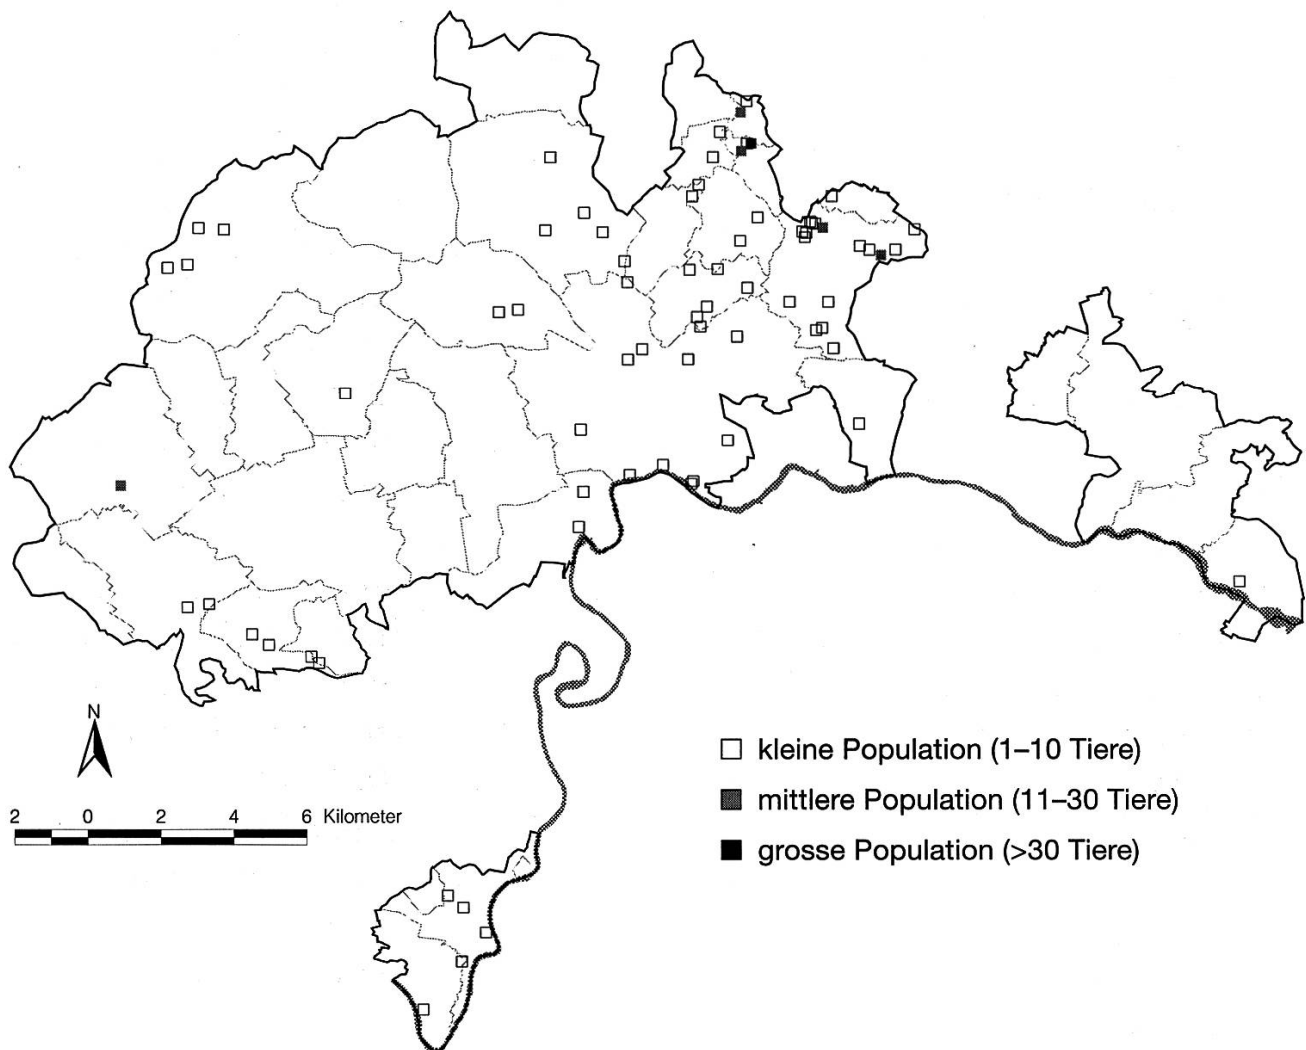 N
2 0 2 4 6 Kilometer
kleine Population (1–10 Tiere)
mittlere Population (11–30 Tiere)
grosse Population (>30 Tiere)